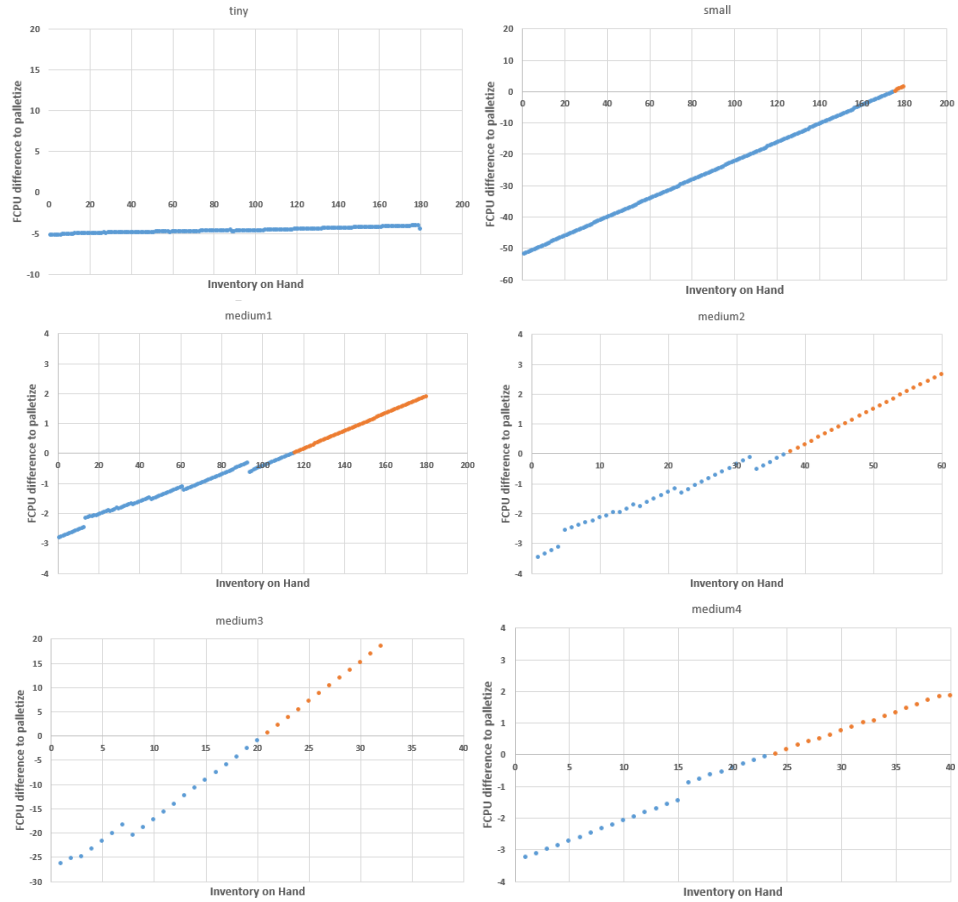 tiny
FCPU difference to palletize
20
15
10
5
0
-5
-10
0 20 40 60 80 100 120 140 160 180 200
Inventory on Hand
small
FCPU difference to palletize
20
10
0
-10
-20
-30
-40
-50
-60
0 20 40 60 80 100 120 140 160 180 200
Inventory on Hand
medium1
FCPU difference to palletize
4
3
2
1
0
-1
-2
-3
-4
0 20 40 60 80 100 120 140 160 180 200
Inventory on Hand
medium2
FCPU difference to palletize
4
3
2
1
0
-1
-2
-3
-4
0 10 20 30 40 50 60
Inventory on Hand
medium3
FCPU difference to palletize
20
15
10
5
0
-5
-10
-15
-20
-25
-30
0 5 10 15 20 25 30 35 40
Inventory on Hand
medium4
FCPU difference to palletize
4
3
2
1
0
-1
-2
-3
-4
0 5 10 15 20 25 30 35 40
Inventory on Hand